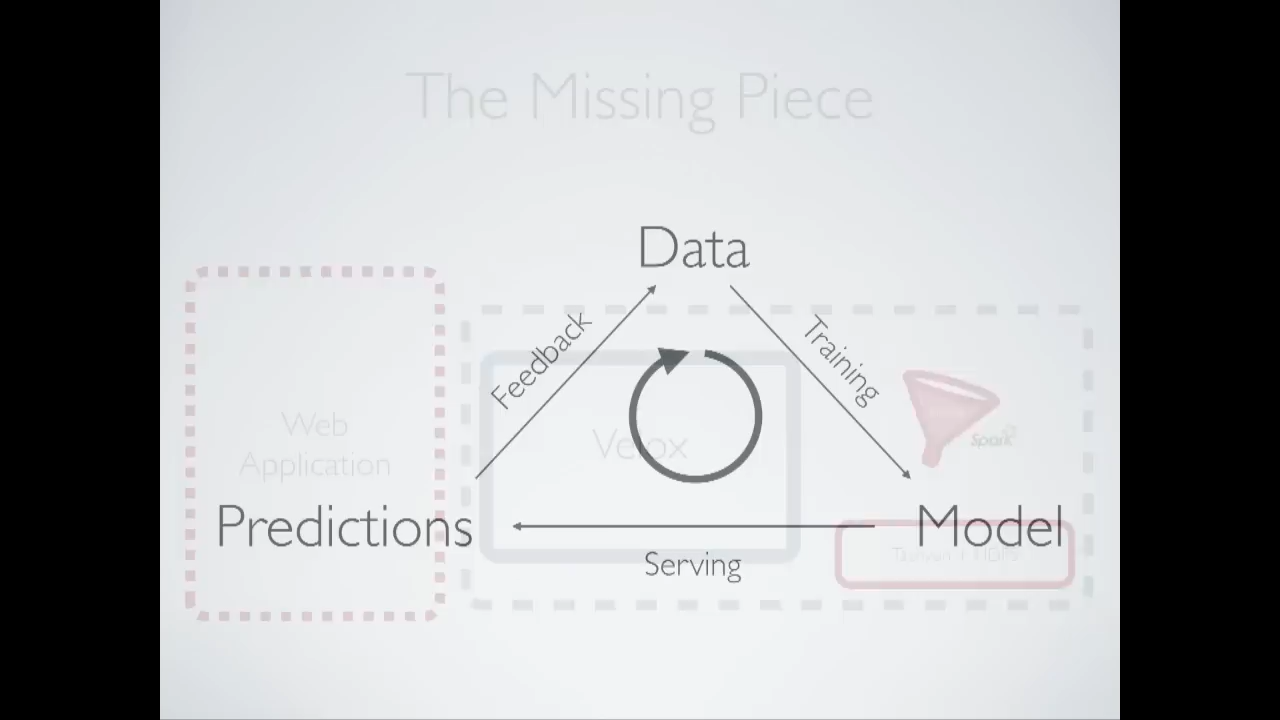 The Missing Piece
Data
Feedback
Training
Web
Application
Velox
Spark
Predictions
Model
Serving